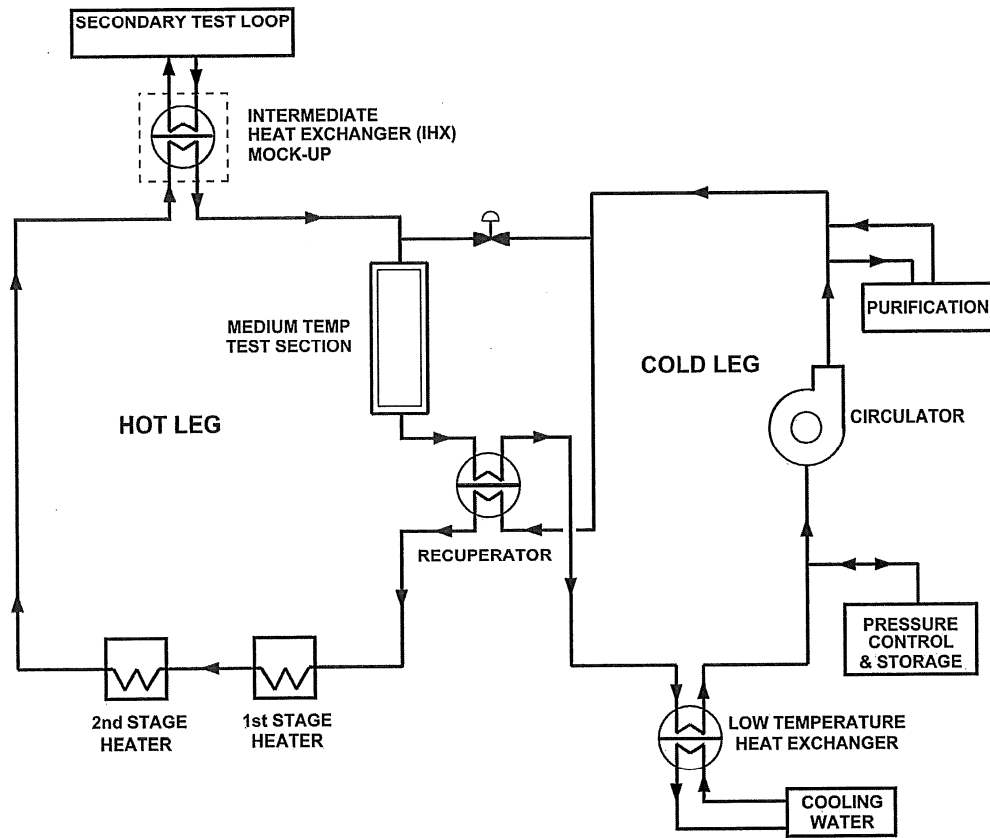 SECONDARY TEST LOOP
INTERMEDIATE
HEAT EXCHANGER (IHX)
MOCK-UP
MEDIUM TEMP
TEST SECTION
HOT LEG
COLD LEG
PURIFICATION
CIRCULATOR
RECUPERATOR
PRESSURE
CONTROL
& STORAGE
2nd STAGE
HEATER
1st STAGE
HEATER
LOW TEMPERATURE
HEAT EXCHANGER
COOLING
WATER